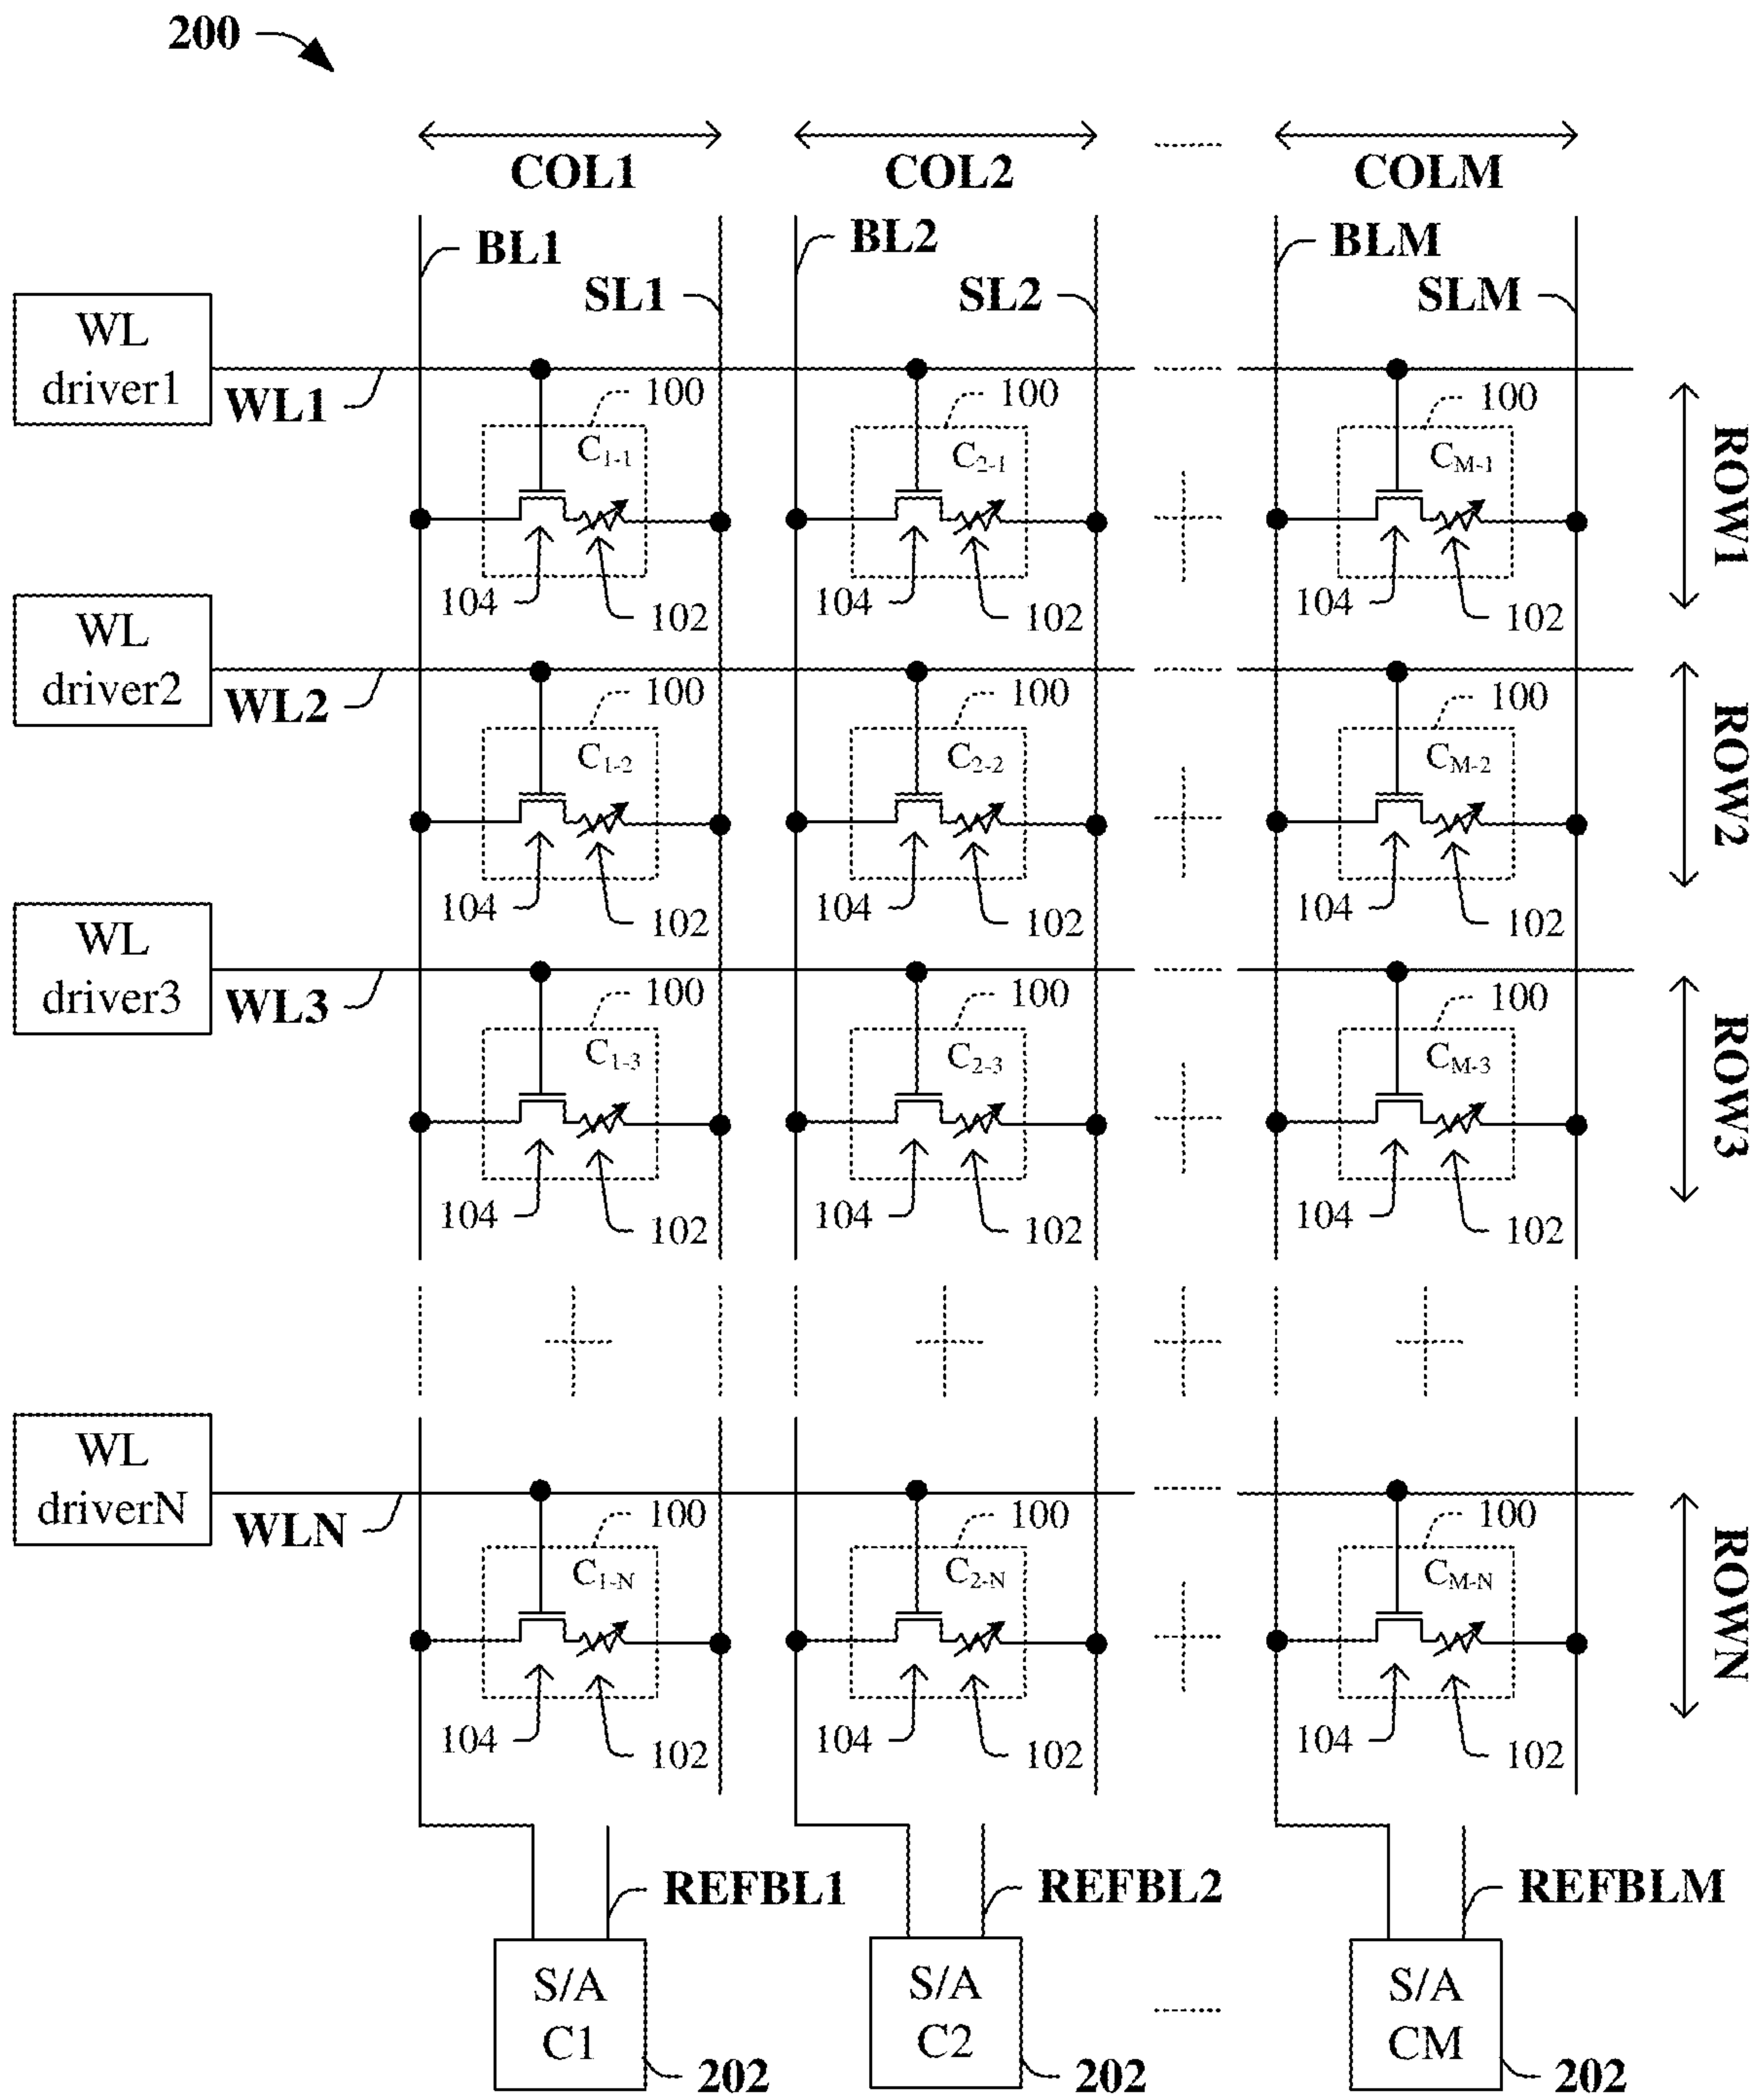 200
COL1 COL2 COLM
BL1 BL2 BLM
SL1 SL2 SLM
WL
driver1
WL1
100 100 100
C1-1 C2-1 CM-1
ROW1
104 102 104 102 104 102
WL
driver2
WL2
100 100 100
C1-2 C2-2 CM-2
ROW2
104 102 104 102 104 102
WL
driver3
WL3
100 100 100
C1-3 C2-3 CM-3
ROW3
104 102 104 102 104 102
WL
driverN
WLN
100 100 100
C1-N C2-N CM-N
ROWN
104 102 104 102 104 102
REFBL1 REFBL2 REFBLM
S/A S/A S/A
C1 C2 CM
202 202 202